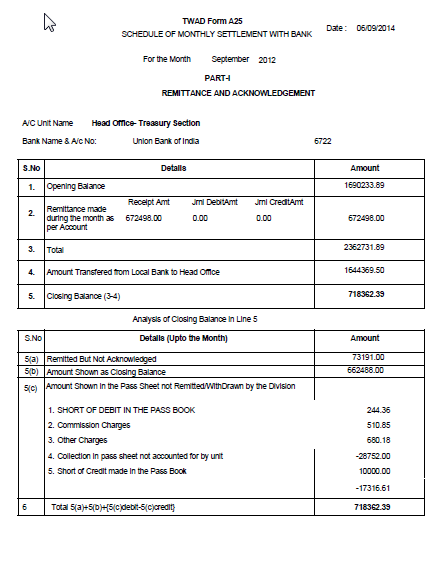 TWAD Form A25
SCHEDULE OF MONTHLY SETTLEMENT WITH BANK
Date : 06/09/2014
For the Month September 2012
PART-I
REMITTANCE AND ACKNOWLEDGEMENT
A/C Unit Name Head Office- Treasury Section
Bank Name & A/c No: Union Bank of India 6722
S.No Details Amount
1. Opening Balance 1690233.89
Receipt Amt Jrnl DebitAmt Jrnl CreditAmt
2. Remittance made
during the month as 672498.00 0.00 0.00 672498.00
per Account
3. Total 2362731.89
4. Amount Transfered from Local Bank to Head Office 1644369.50
5. Closing Balance (3-4) 718362.39
Analysis of Closing Balance in Line 5
S.No Details (Upto the Month) Amount
5(a) Remitted But Not Acknowledged 73191.00
5(b) Amount Shown as Closing Balance 662488.00
5(c) Amount Shown in the Pass Sheet not Remitted/WithDrawn by the Division
1. SHORT OF DEBIT IN THE PASS BOOK 244.36
2. Commission Charges 510.85
3. Other Charges 680.18
4. Collection in pass sheet not accounted for by unit -28752.00
5. Short of Credit made in the Pass Book 10000.00
-17316.61
6 Total 5(a)+5(b)+{5(c)debit-5(c)credit} 718362.39